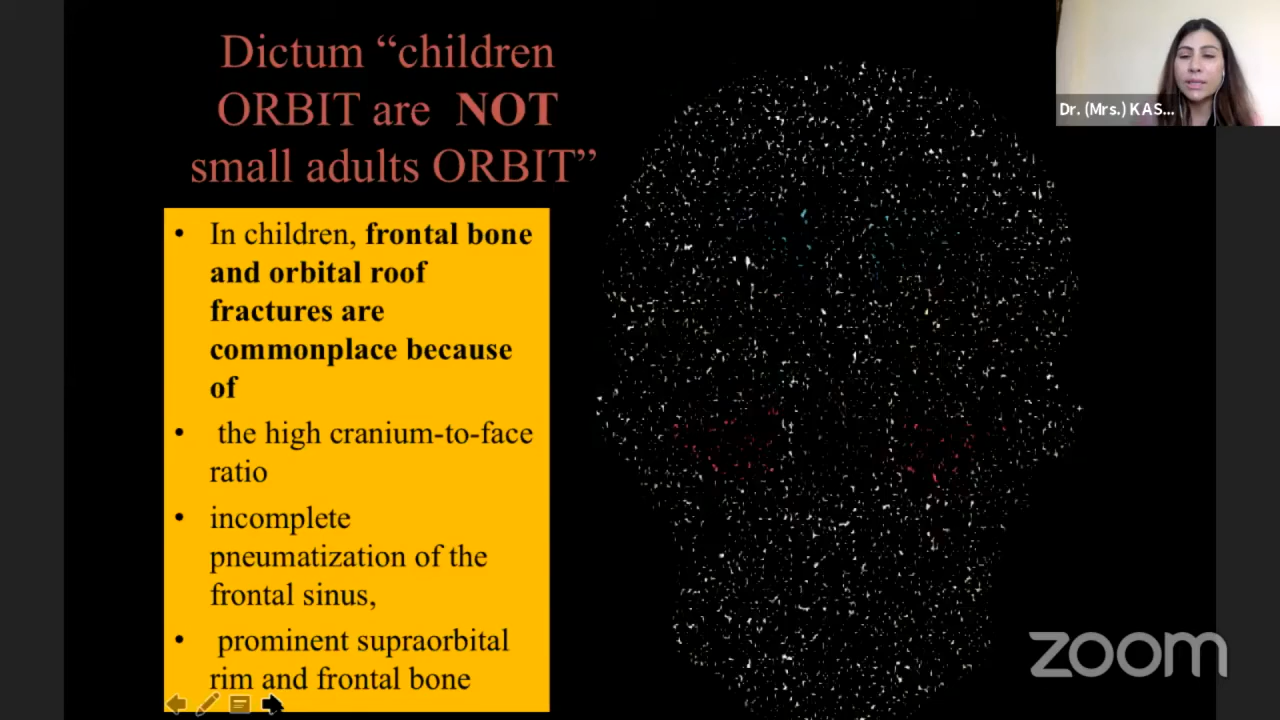 Dictum “children
ORBIT are NOT
small adults ORBIT”
• In children, frontal bone
and orbital roof
fractures are
commonplace because
of
• the high cranium-to-face
ratio
• incomplete
pneumatization of the
frontal sinus,
• prominent supraorbital
rim and frontal bone
Dr. (Mrs.) KAS...
zoom